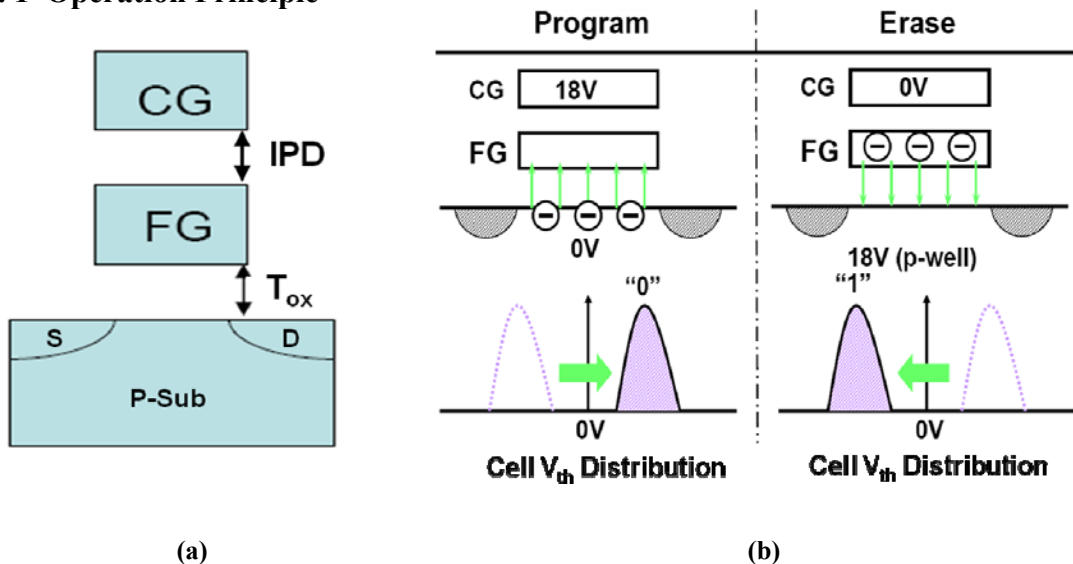 1 Operation Principle
CG
IPD
FG
Tox
S
D
P-Sub
(a)
Program
Erase
CG
18V
0V
FG
FG
0V
18V (p-well)
“0”
“1”
0V
0V
Cell Vth Distribution
Cell Vth Distribution
(b)